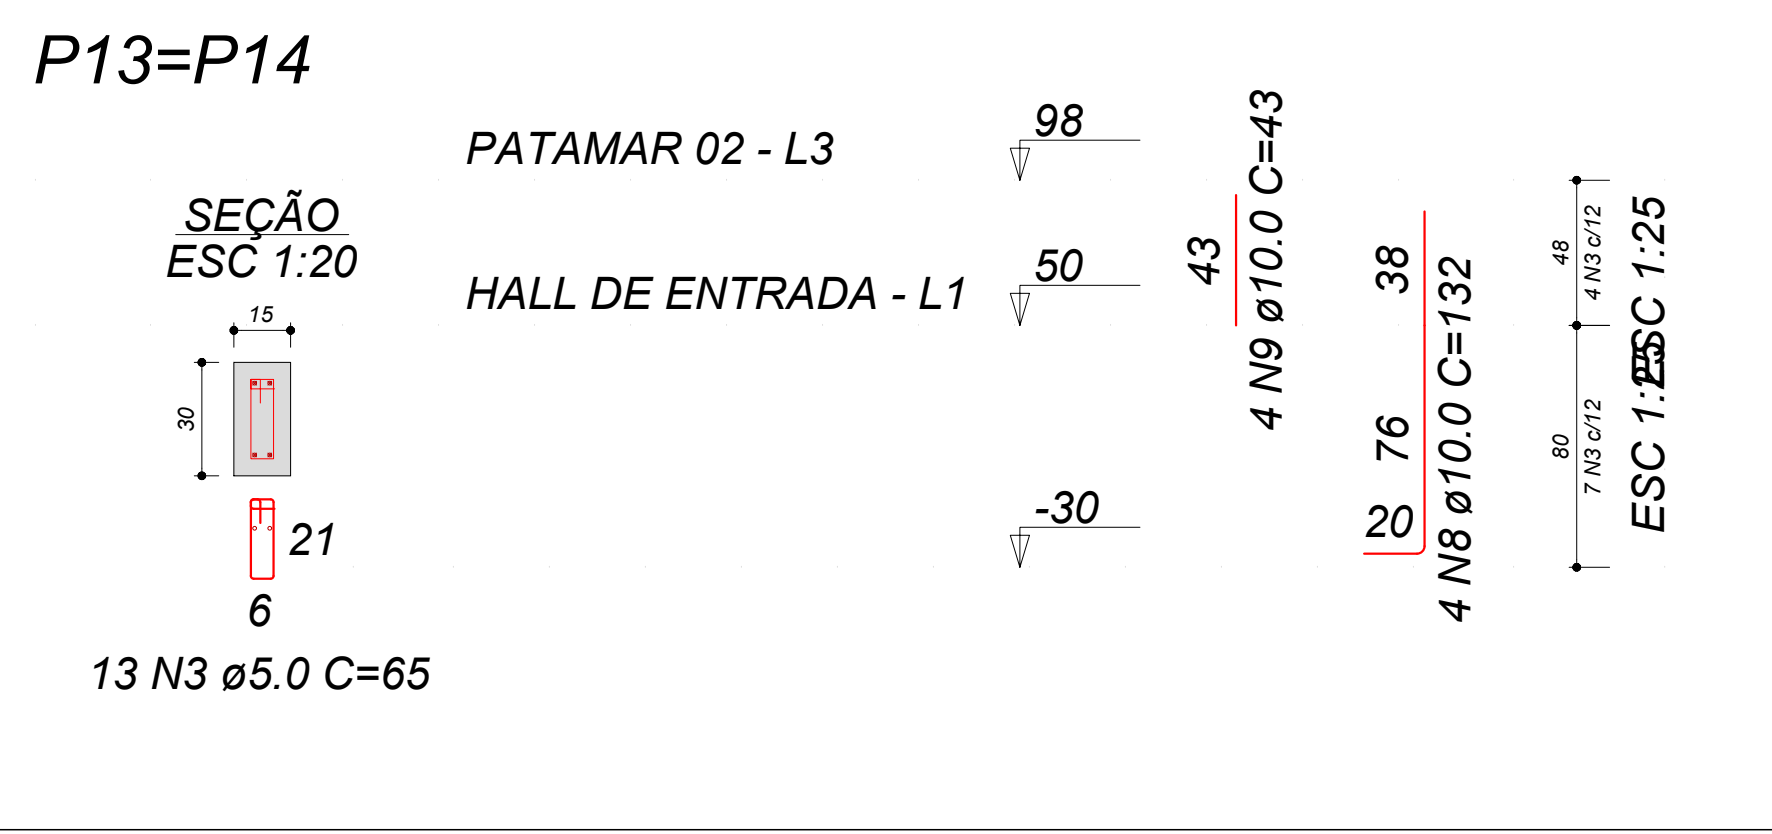 P13=P14
PATAMAR 02 - L3
98
SEÇÃO
ESC 1:20
HALL DE ENTRADA - L1
50
15
30
21
6
13 N3 ø5.0 C=65
-30
43
4 N9 ø10.0 C=43
38
76
20
4 N8 ø10.0 C=132
48
4 N3 c/12
80
7 N3 c/12
ESC 1:25
ESC 1:25